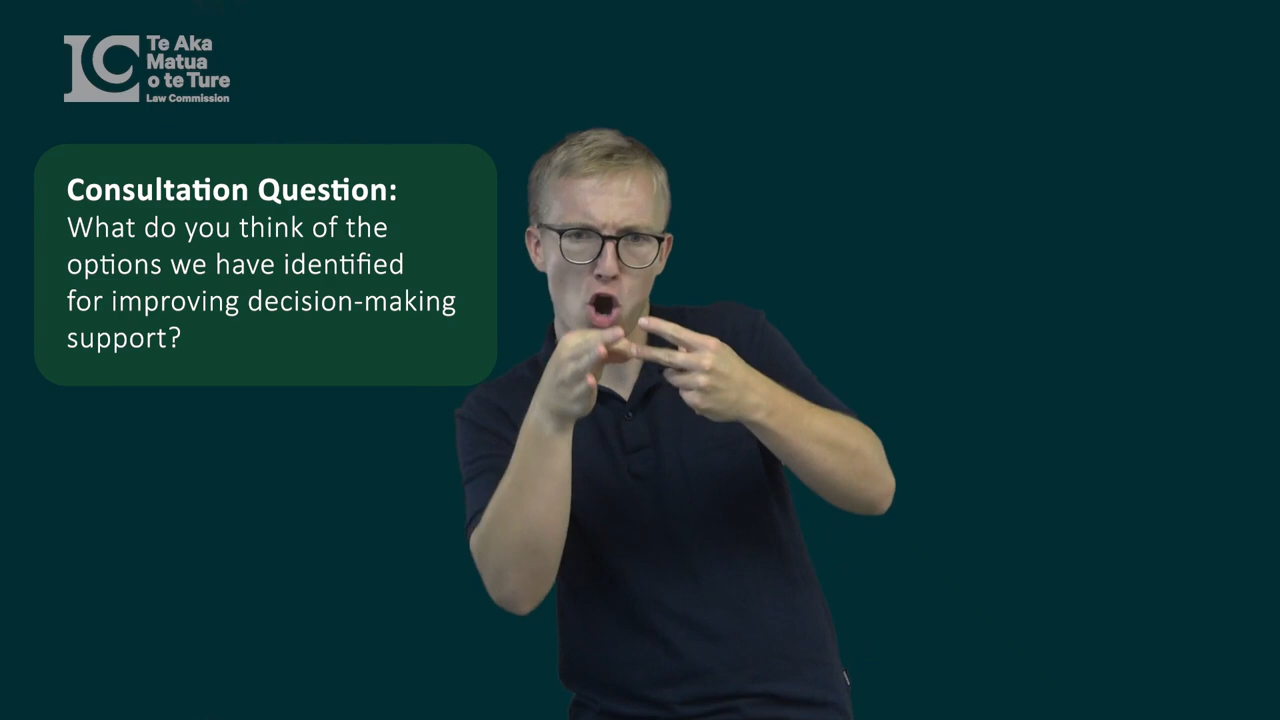 Te Aka
Matua
o te Ture
Law Commission
Consultation Question:
What do you think of the
options we have identified
for improving decision-making
support?